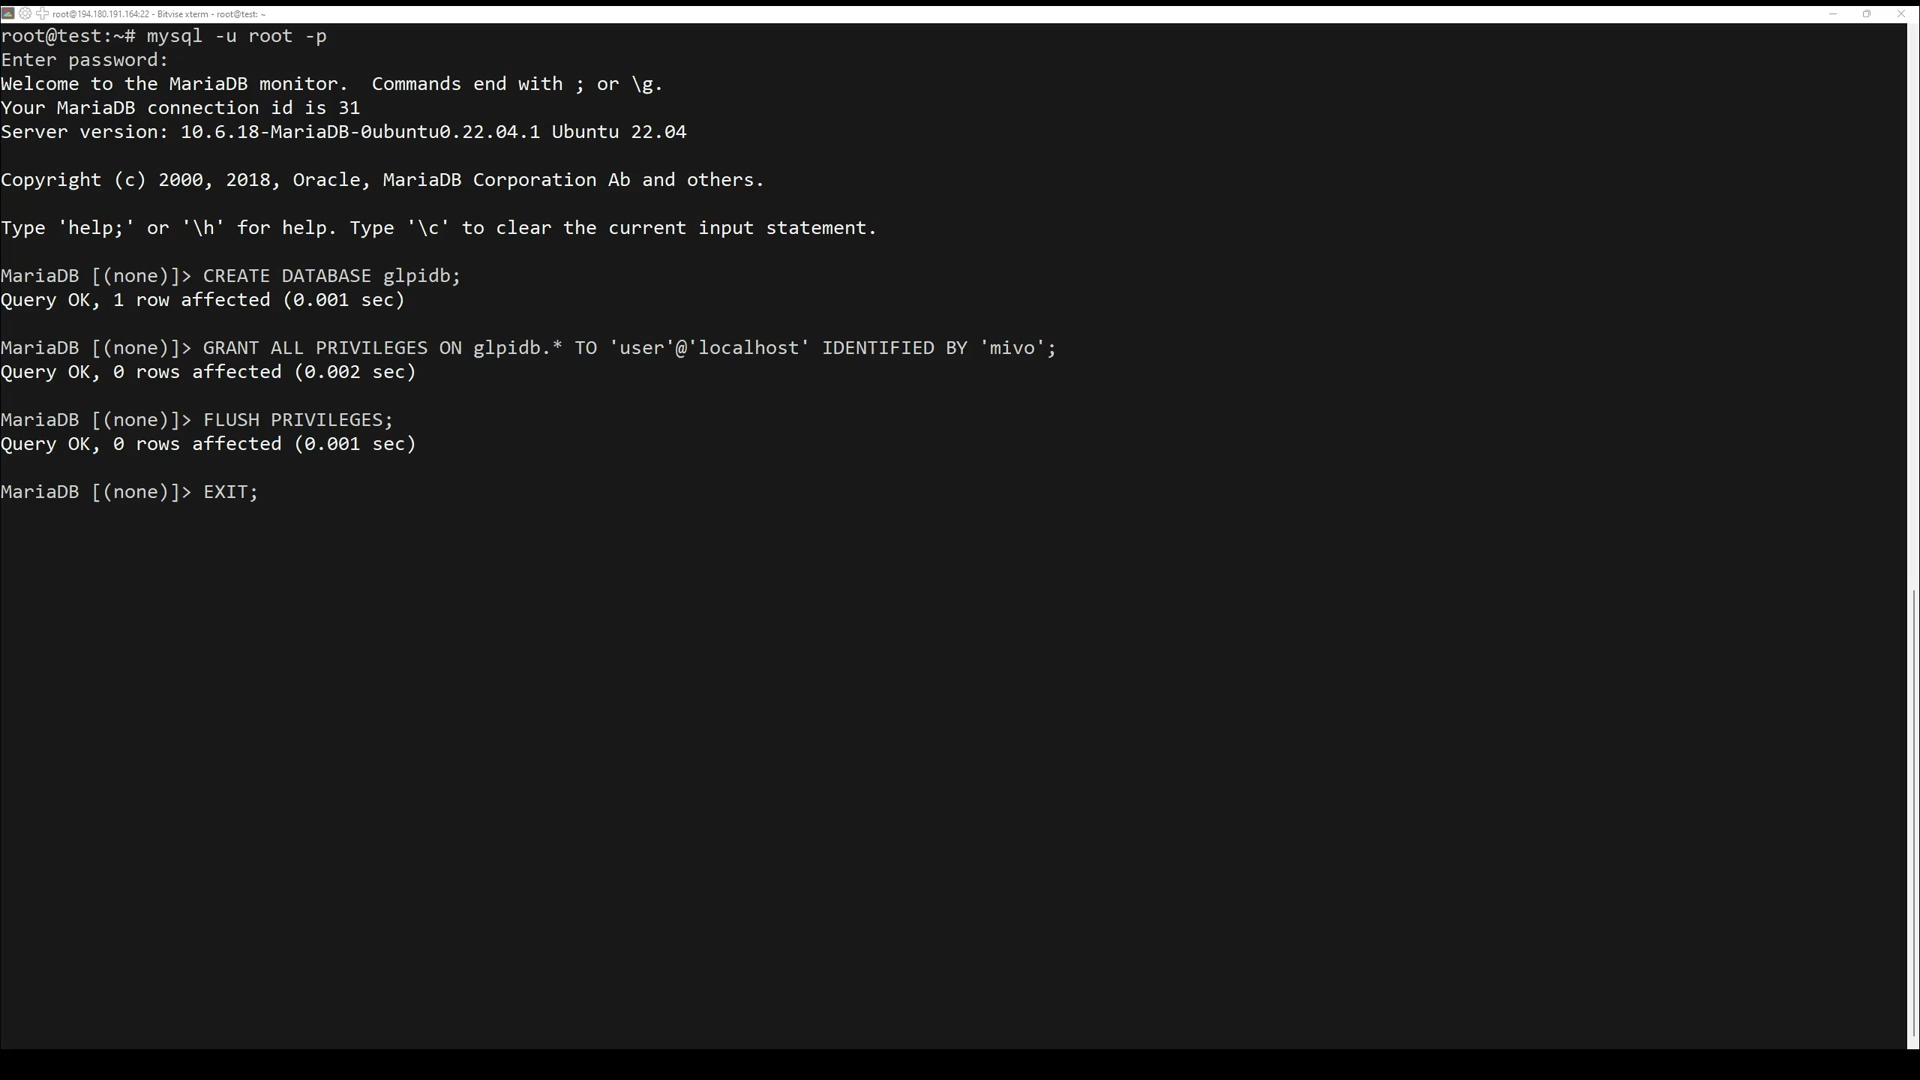 root@194.180.191.164:22 - Bitvise xterm - root@test: ~
root@test:~# mysql -u root -p
Enter password:
Welcome to the MariaDB monitor.  Commands end with ; or \g.
Your MariaDB connection id is 31
Server version: 10.6.18-MariaDB-0ubuntu0.22.04.1 Ubuntu 22.04
Copyright (c) 2000, 2018, Oracle, MariaDB Corporation Ab and others.
Type 'help;' or '\h' for help. Type '\c' to clear the current input statement.
MariaDB [(none)]> CREATE DATABASE glpidb;
Query OK, 1 row affected (0.001 sec)
MariaDB [(none)]> GRANT ALL PRIVILEGES ON glpidb.* TO 'user'@'localhost' IDENTIFIED BY 'mivo';
Query OK, 0 rows affected (0.002 sec)
MariaDB [(none)]> FLUSH PRIVILEGES;
Query OK, 0 rows affected (0.001 sec)
MariaDB [(none)]> EXIT;